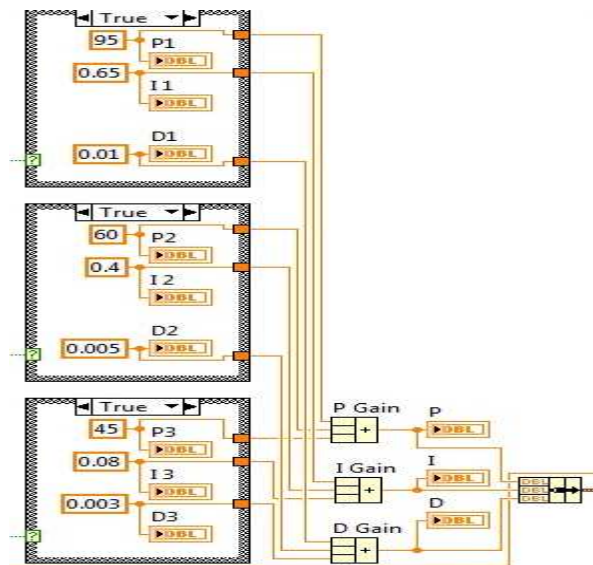 True
95
P1
DBL
0.65
I1
DBL
D1
0.01
DBL
?
True
60
P2
DBL
0.4
I2
DBL
D2
0.005
DBL
?
True
45
P3
DBL
0.08
I3
DBL
0.003
D3
DBL
?
P Gain
+
P
DBL
I Gain
+
I
DBL
D Gain
+
D
DBL
DBL
DBL
DBL